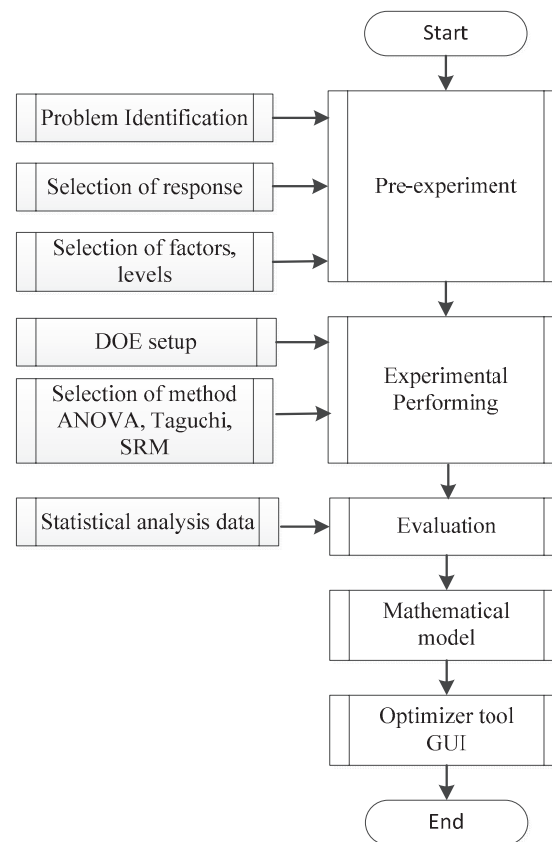 Start
Problem Identification
Selection of response
Pre-experiment
Selection of factors,
levels
DOE setup
Selection of method
ANOVA, Taguchi,
SRM
Experimental
Performing
Statistical analysis data
Evaluation
Mathematical
model
Optimizer tool
GUI
End